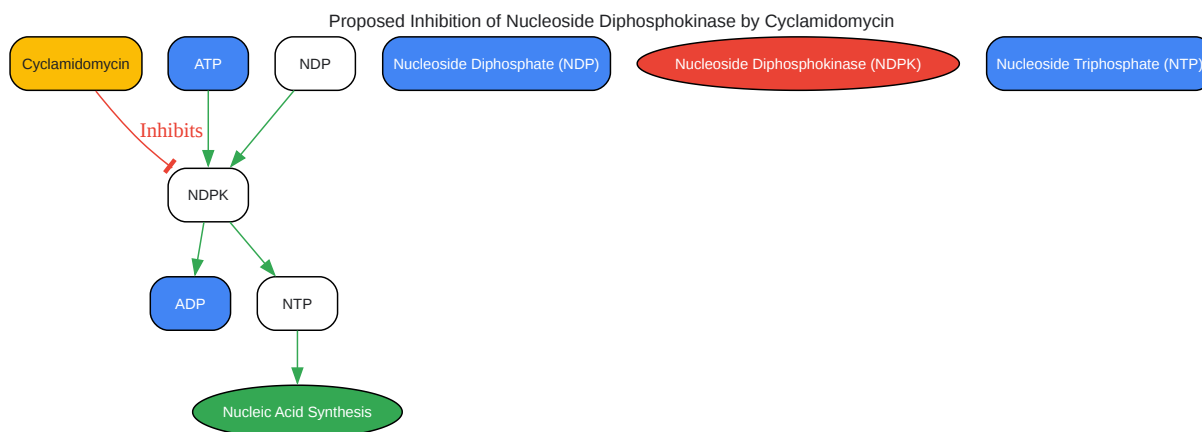 Proposed Inhibition of Nucleoside Diphosphokinase by Cyclamidomycin
Cyclamidomycin
ATP
NDP
Nucleoside Diphosphate (NDP)
Nucleoside Diphosphokinase (NDPK)
Nucleoside Triphosphate (NTP)
Inhibits
NDPK
ADP
NTP
Nucleic Acid Synthesis